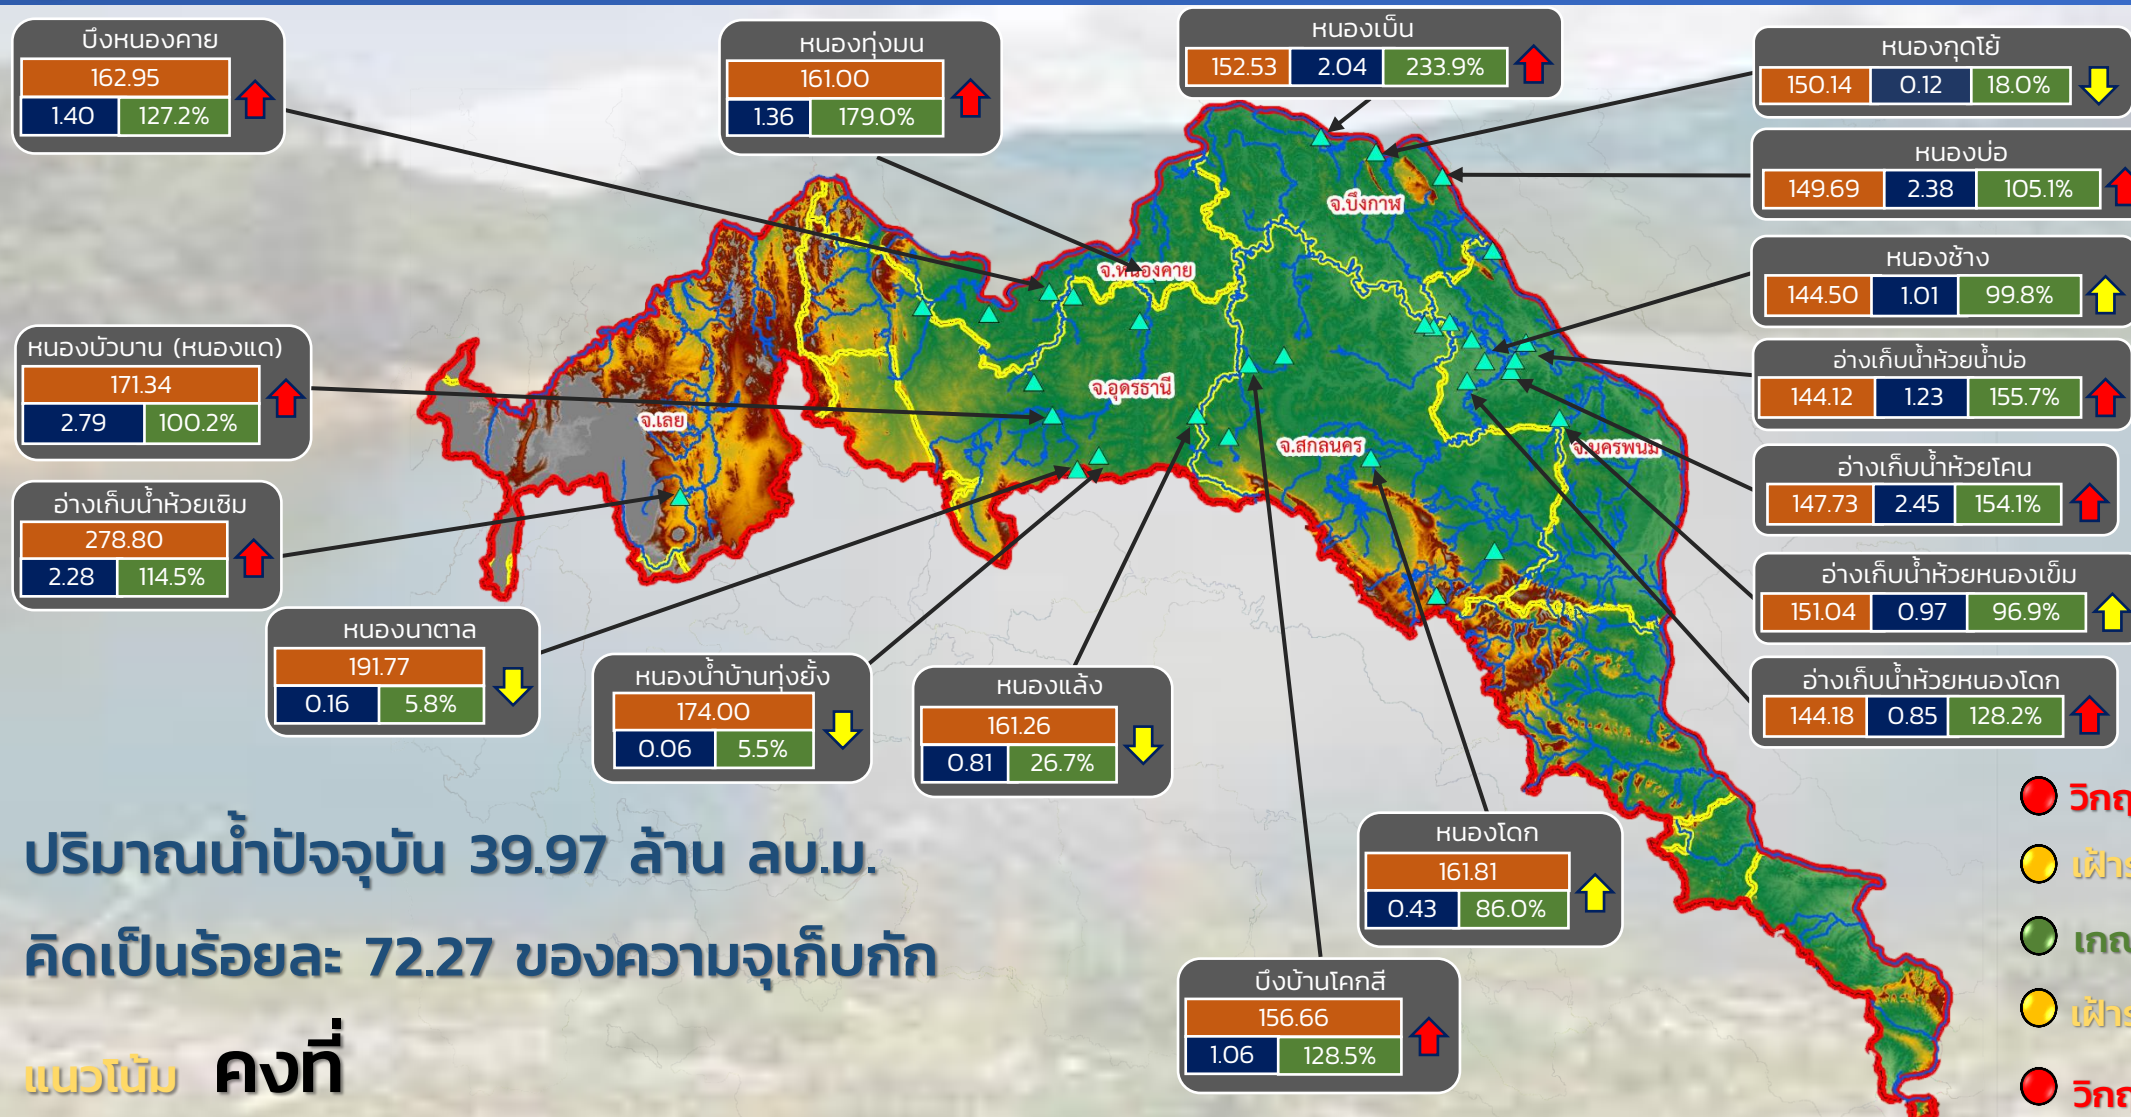 บึงหนองคาย
162.95
1.40 127.2%
หนองทุ่งมน
161.00
1.36 179.0%
หนองเบ็น
152.53 2.04 233.9%
หนองกุดโย้
150.14 0.12 18.0%
หนองบ่อ
149.69 2.38 105.1%
หนองช้าง
144.50 1.01 99.8%
อ่างเก็บน้ำห้วยน้ำบ่อ
144.12 1.23 155.7%
อ่างเก็บน้ำห้วยโคน
147.73 2.45 154.1%
อ่างเก็บน้ำห้วยหนองเข็ม
151.04 0.97 96.9%
อ่างเก็บน้ำห้วยหนองโดก
144.18 0.85 128.2%
หนองบัวบาน (หนองแด)
171.34
2.79 100.2%
อ่างเก็บน้ำห้วยเซิม
278.80
2.28 114.5%
หนองนาตาล
191.77
0.16 5.8%
หนองน้ำบ้านทุ่งยั้ง
174.00
0.06 5.5%
หนองแล้ง
161.26
0.81 26.7%
หนองโดก
161.81
0.43 86.0%
บึงบ้านโคกสี
156.66
1.06 128.5%
จ.บึงกาฬ
จ.หนองคาย
จ.อุดรธานี
จ.เลย
จ.สกลนคร
จ.นครพนม
ปริมาณน้ำปัจจุบัน 39.97 ล้าน ลบ.ม.
คิดเป็นร้อยละ 72.27 ของความจุเก็บกัก
แนวโน้ม คงที่